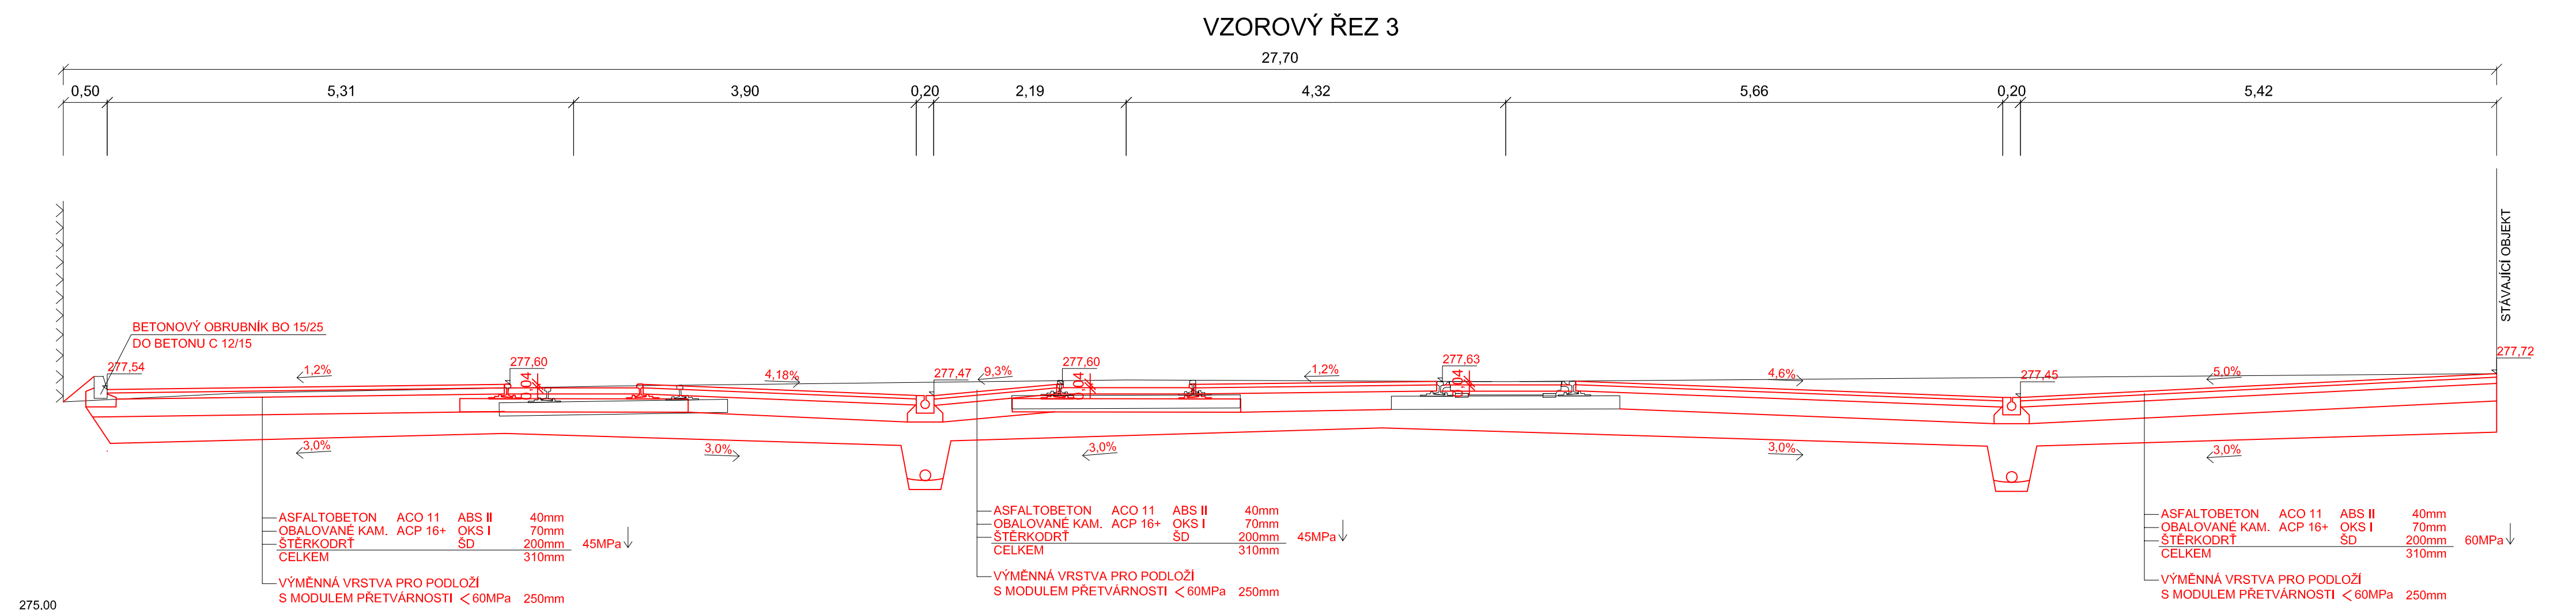 VZOROVÝ ŘEZ 3
27,70
0,50 5,31 3,90 0,20 2,19 4,32 5,66 0,20 5,42
STÁVAJÍCÍ OBJEKT
BETONOVÝ OBRUBNÍK BO 15/25
DO BETONU C 12/15
277,54 1,2% 277,60 4,18% 277,47 9,3% 277,60 1,2% 277,63 4,6% 277,45 5,0% 277,72
0,04 0,04 0,04
3,0% 3,0% 3,0% 3,0% 3,0%
ASFALTOBETON ACO 11 ABS II 40mm
OBALOVANÉ KAM. ACP 16+ OKS I 70mm
ŠTĚRKODRŤ ŠD 200mm 45MPa
CELKEM 310mm
VÝMĚNNÁ VRSTVA PRO PODLOŽÍ
S MODULEM PŘETVÁRNOSTI < 60MPa 250mm
ASFALTOBETON ACO 11 ABS II 40mm
OBALOVANÉ KAM. ACP 16+ OKS I 70mm
ŠTĚRKODRŤ ŠD 200mm 45MPa
CELKEM 310mm
VÝMĚNNÁ VRSTVA PRO PODLOŽÍ
S MODULEM PŘETVÁRNOSTI < 60MPa 250mm
ASFALTOBETON ACO 11 ABS II 40mm
OBALOVANÉ KAM. ACP 16+ OKS I 70mm
ŠTĚRKODRŤ ŠD 200mm 60MPa
CELKEM 310mm
VÝMĚNNÁ VRSTVA PRO PODLOŽÍ
S MODULEM PŘETVÁRNOSTI < 60MPa 250mm
275.00